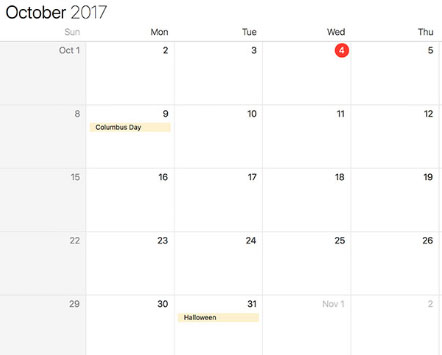 October 2017
Sun Mon Tue Wed Thu
Oct 1 2 3 4 5
8 9 10 11 12
Columbus Day
15 16 17 18 19
22 23 24 25 26
29 30 31 Nov 1 2
Halloween